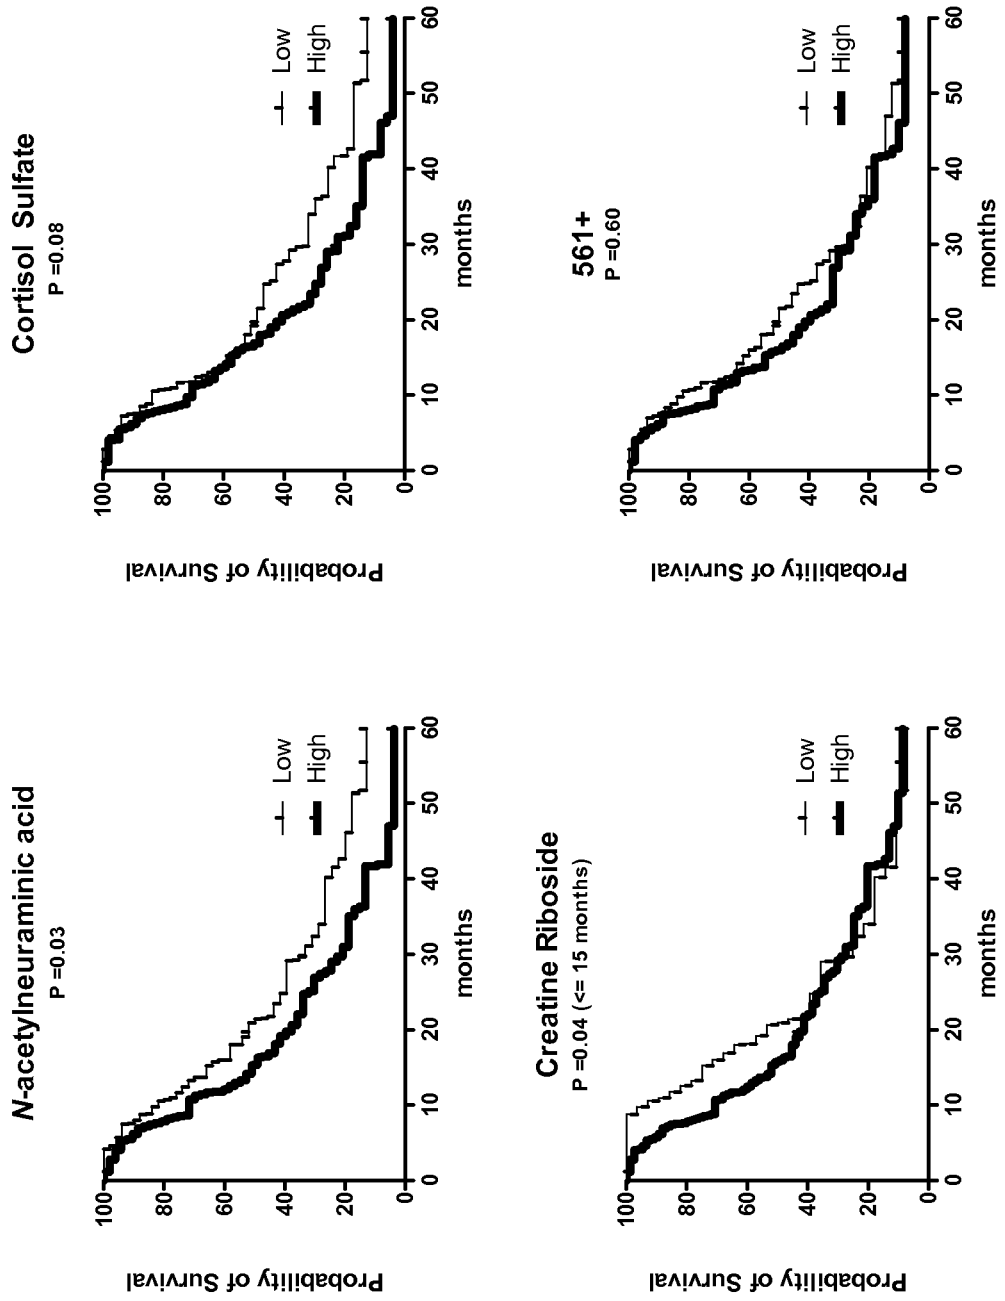 N-acetylneuraminic acid
P =0.03
Probability of Survival
100
80
60
40
20
0
Low
High
0 10 20 30 40 50 60
months
Cortisol Sulfate
P =0.08
Probability of Survival
100
80
60
40
20
0
Low
High
0 10 20 30 40 50 60
months
Creatine Riboside
P =0.04 (<= 15 months)
Probability of Survival
100
80
60
40
20
0
Low
High
0 10 20 30 40 50 60
months
561+
P =0.60
Probability of Survival
100
80
60
40
20
0
Low
High
0 10 20 30 40 50 60
months